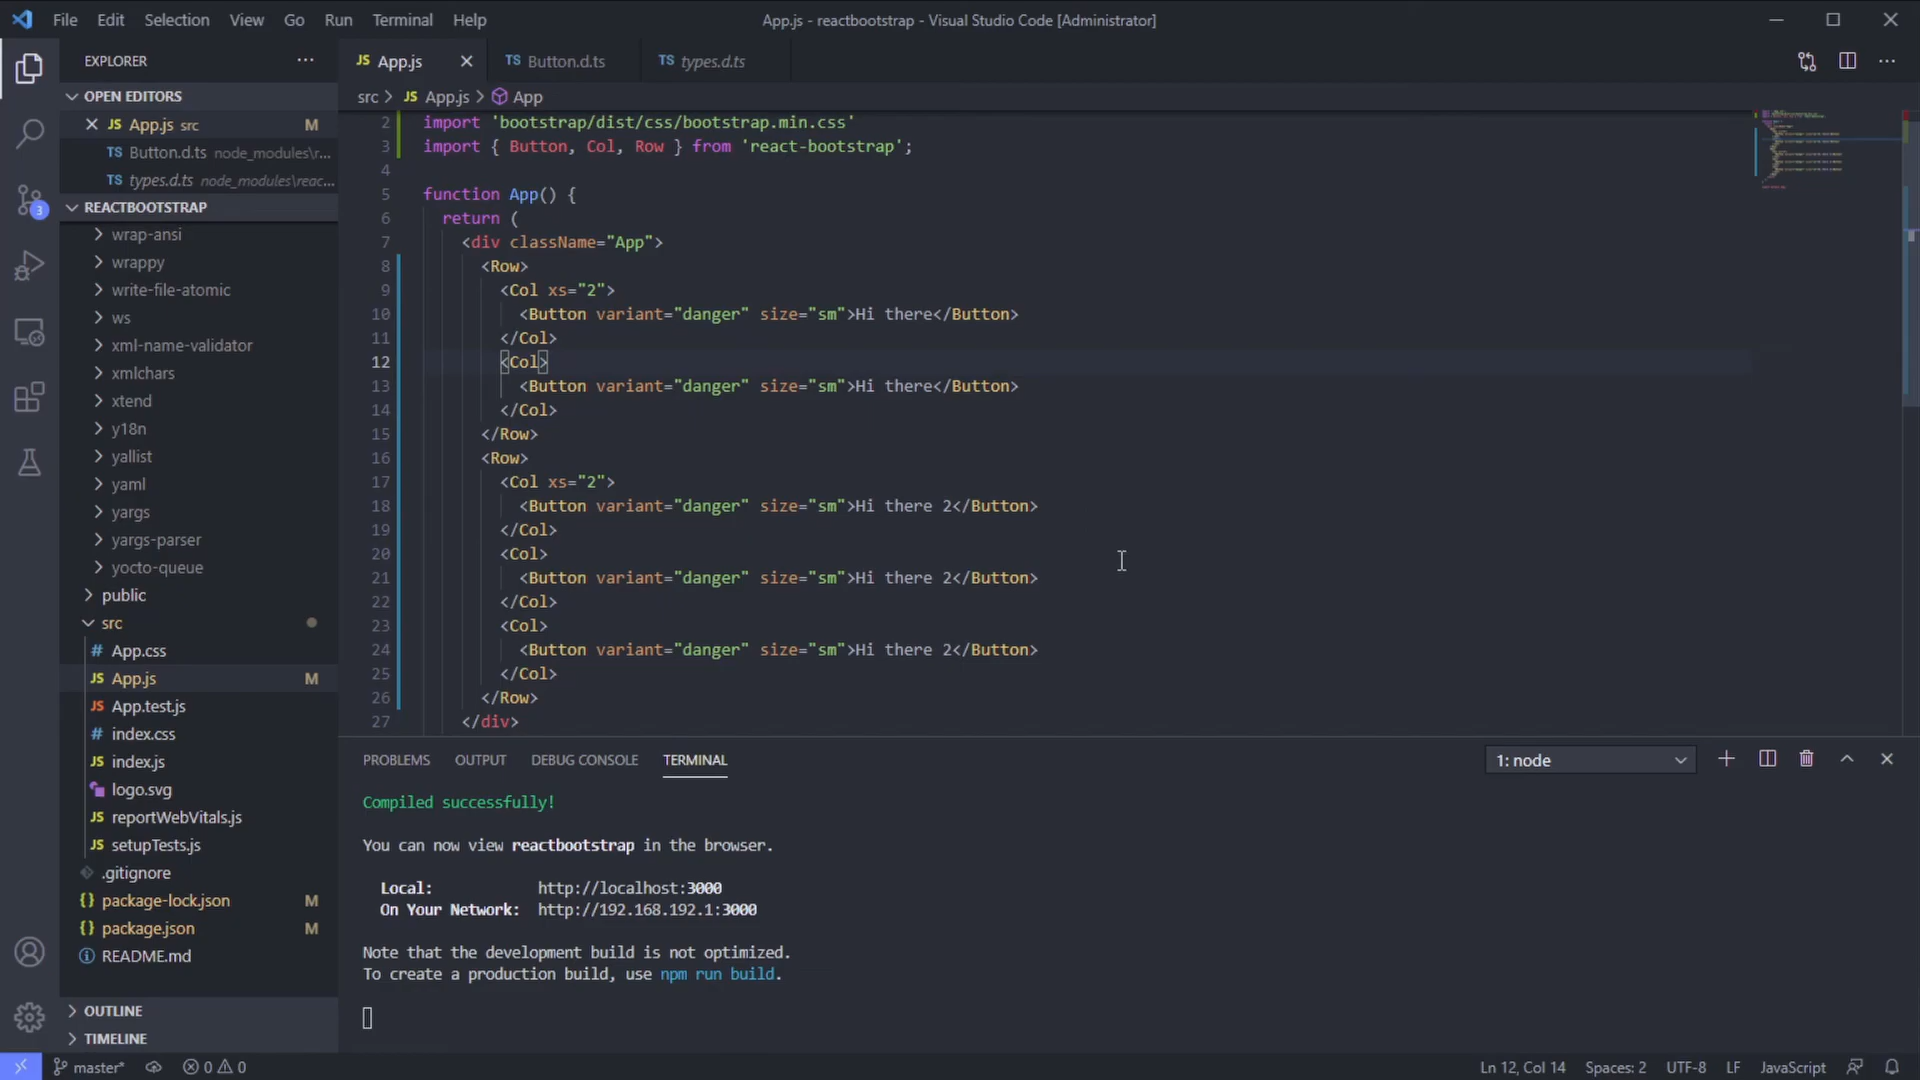 File Edit Selection View Go Run Terminal Help
App.js - reactbootstrap - Visual Studio Code [Administrator]
EXPLORER
OPEN EDITORS
JS App.js src M
TS Button.d.ts node_modules\r...
TS types.d.ts node_modules\reac...
REACTBOOTSTRAP
wrap-ansi
wrappy
write-file-atomic
ws
xml-name-validator
xmlchars
xtend
y18n
yallist
yaml
yargs
yargs-parser
yocto-queue
public
src
# App.css
JS App.js M
JS App.test.js
# index.css
JS index.js
logo.svg
JS reportWebVitals.js
JS setupTests.js
.gitignore
{} package-lock.json M
{} package.json M
README.md
OUTLINE
TIMELINE
3
JS App.js
TS Button.d.ts
TS types.d.ts
src > JS App.js > App
2 import 'bootstrap/dist/css/bootstrap.min.css'
3 import { Button, Col, Row } from 'react-bootstrap';
4
5 function App() {
6 return (
7 <div className="App">
8 <Row>
9 <Col xs="2">
10 <Button variant="danger" size="sm">Hi there</Button>
11 </Col>
12 <Col>
13 <Button variant="danger" size="sm">Hi there</Button>
14 </Col>
15 </Row>
16 <Row>
17 <Col xs="2">
18 <Button variant="danger" size="sm">Hi there 2</Button>
19 </Col>
20 <Col>
21 <Button variant="danger" size="sm">Hi there 2</Button>
22 </Col>
23 <Col>
24 <Button variant="danger" size="sm">Hi there 2</Button>
25 </Col>
26 </Row>
27 </div>
PROBLEMS OUTPUT DEBUG CONSOLE TERMINAL
1: node
Compiled successfully!
You can now view reactbootstrap in the browser.
Local: http://localhost:3000
On Your Network: http://192.168.192.1:3000
Note that the development build is not optimized.
To create a production build, use npm run build.
master* 0 0
Ln 12, Col 14 Spaces: 2 UTF-8 LF JavaScript